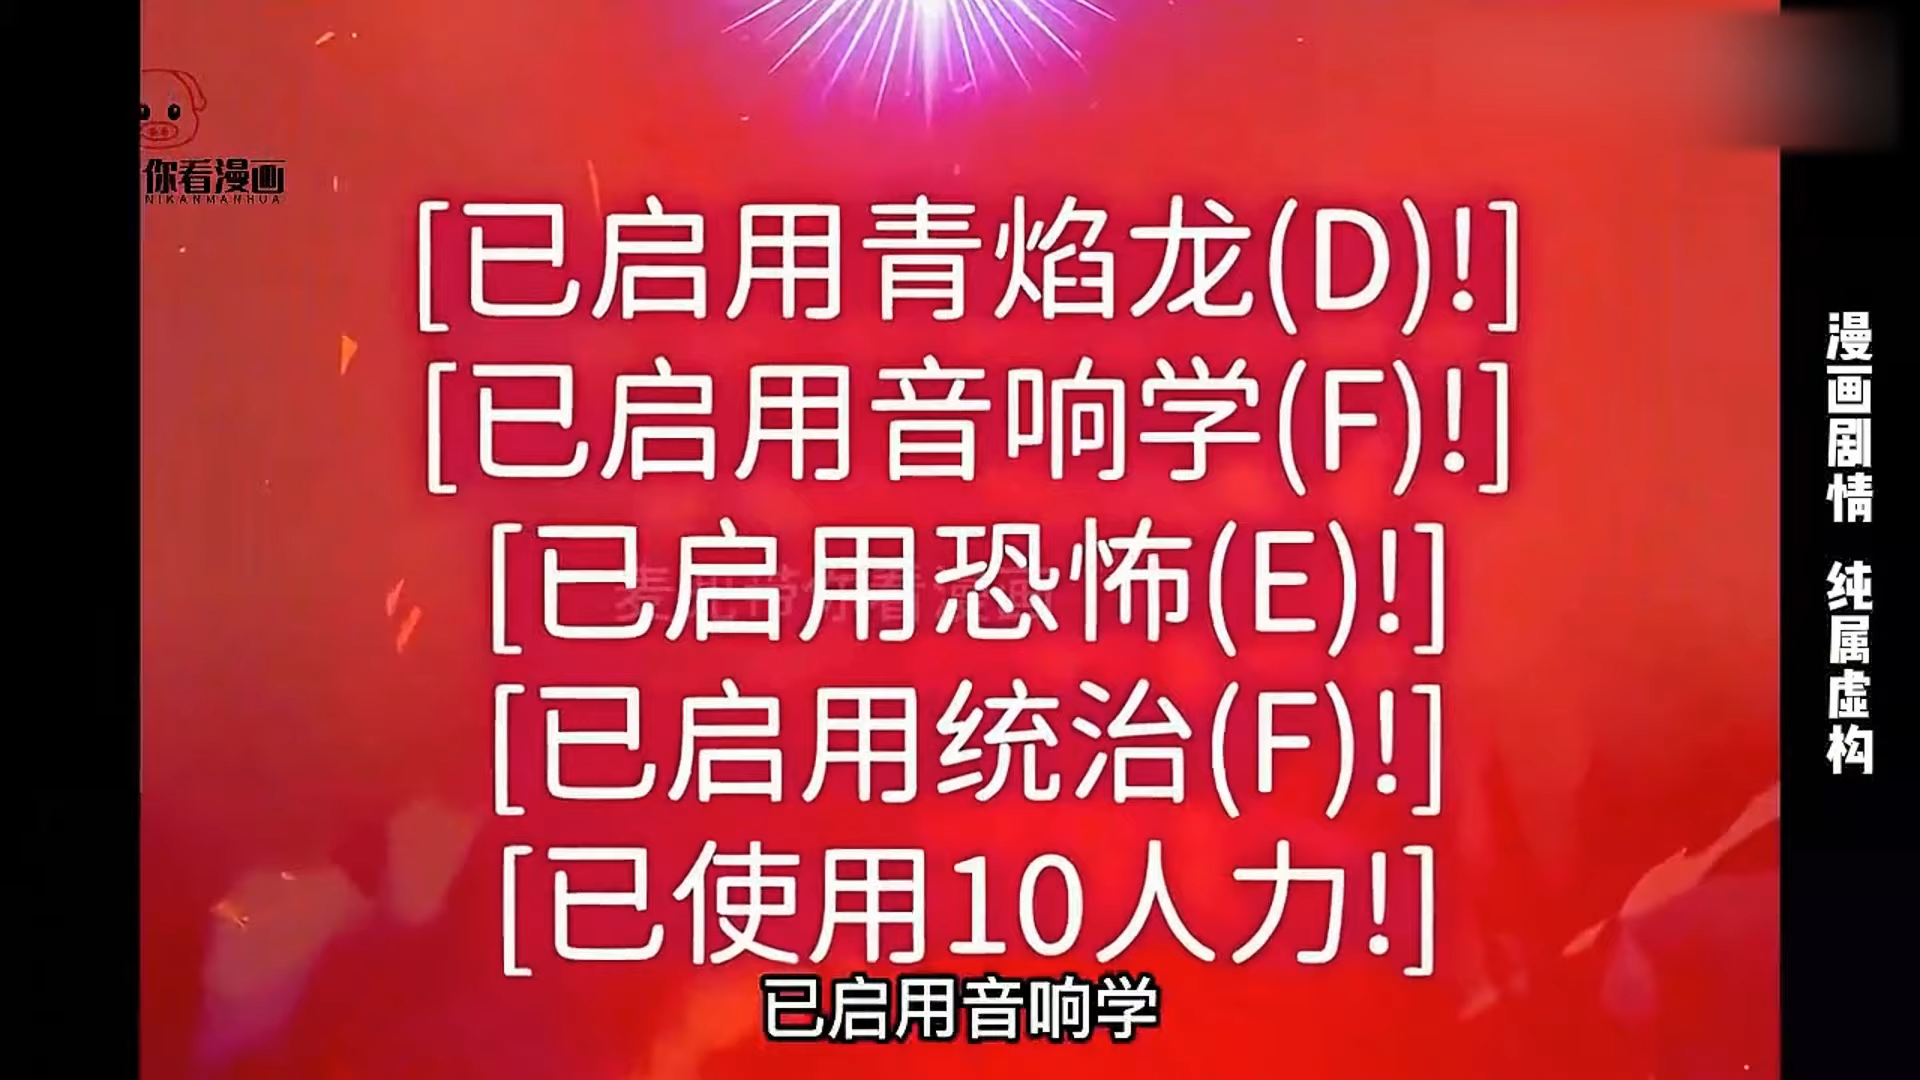 你看漫画
NIKANMANHUA
[已启用青焰龙(D)!]
[已启用音响学(F)!]
[已启用恐怖(E)!]
[已启用统治(F)!]
[已使用10人力!]
已启用音响学
漫画剧情 纯属虚构